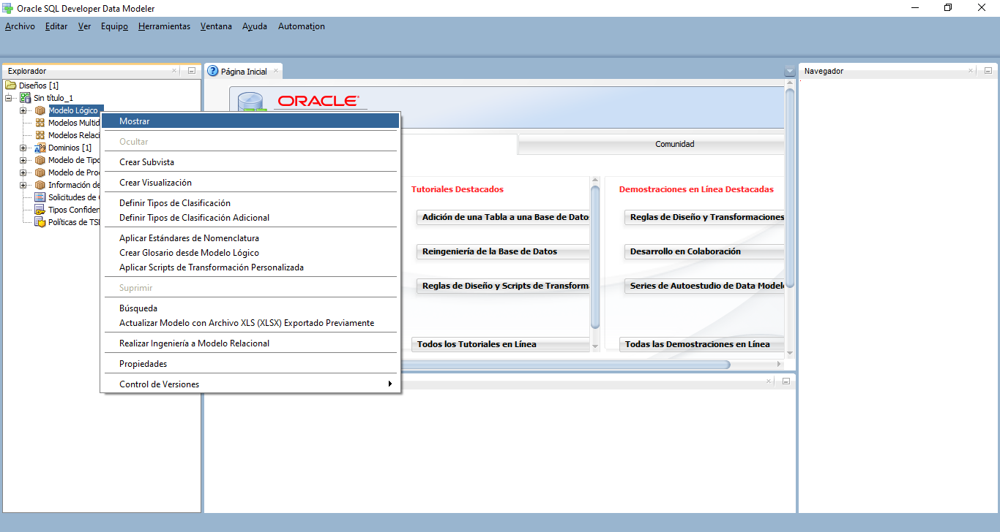 Oracle SQL Developer Data Modeler
Archivo Editar Ver Equipo Herramientas Ventana Ayuda Automation
Explorador
Diseños [1]
Sin título_1
Modelo Lógico
Modelos Multid
Modelos Relaci
Dominios [1]
Modelo de Tipo
Modelo de Pro
Información de
Solicitudes de
Tipos Confiden
Políticas de TS
Mostrar
Ocultar
Crear Subvista
Crear Visualización
Definir Tipos de Clasificación
Definir Tipos de Clasificación Adicional
Aplicar Estándares de Nomenclatura
Crear Glosario desde Modelo Lógico
Aplicar Scripts de Transformación Personalizada
Suprimir
Búsqueda
Actualizar Modelo con Archivo XLS (XLSX) Exportado Previamente
Realizar Ingeniería a Modelo Relacional
Propiedades
Control de Versiones
Página Inicial
ORACLE
Comunidad
Tutoriales Destacados
Adición de una Tabla a una Base de Dato
Reingeniería de la Base de Datos
Reglas de Diseño y Scripts de Transform
Todos los Tutoriales en Línea
Demostraciones en Línea Destacadas
Reglas de Diseño y Transformaciones
Desarrollo en Colaboración
Series de Autoestudio de Data Model
Todas las Demostraciones en Línea
Navegador